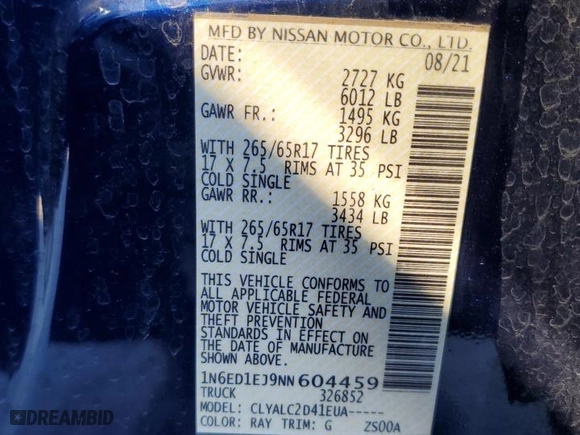 MFD BY NISSAN MOTOR CO., LTD.
DATE: 08/21
GVWR: 2727 KG
6012 LB
GAWR FR.: 1495 KG
3296 LB
WITH 265/65R17 TIRES
17 X 7.5 RIMS AT 35 PSI
COLD SINGLE
GAWR RR.: 1558 KG
3434 LB
WITH 265/65R17 TIRES
17 X 7.5 RIMS AT 35 PSI
COLD SINGLE
THIS VEHICLE CONFORMS TO
ALL APPLICABLE FEDERAL
MOTOR VEHICLE SAFETY AND
THEFT PREVENTION
STANDARDS IN EFFECT ON
THE DATE OF MANUFACTURE
SHOWN ABOVE.
1N6ED1EJ9NN604459
TRUCK 326852
MODEL: CLYALC2D41EUA-----
COLOR: RAY TRIM: G ZS00A
© DREAMBID